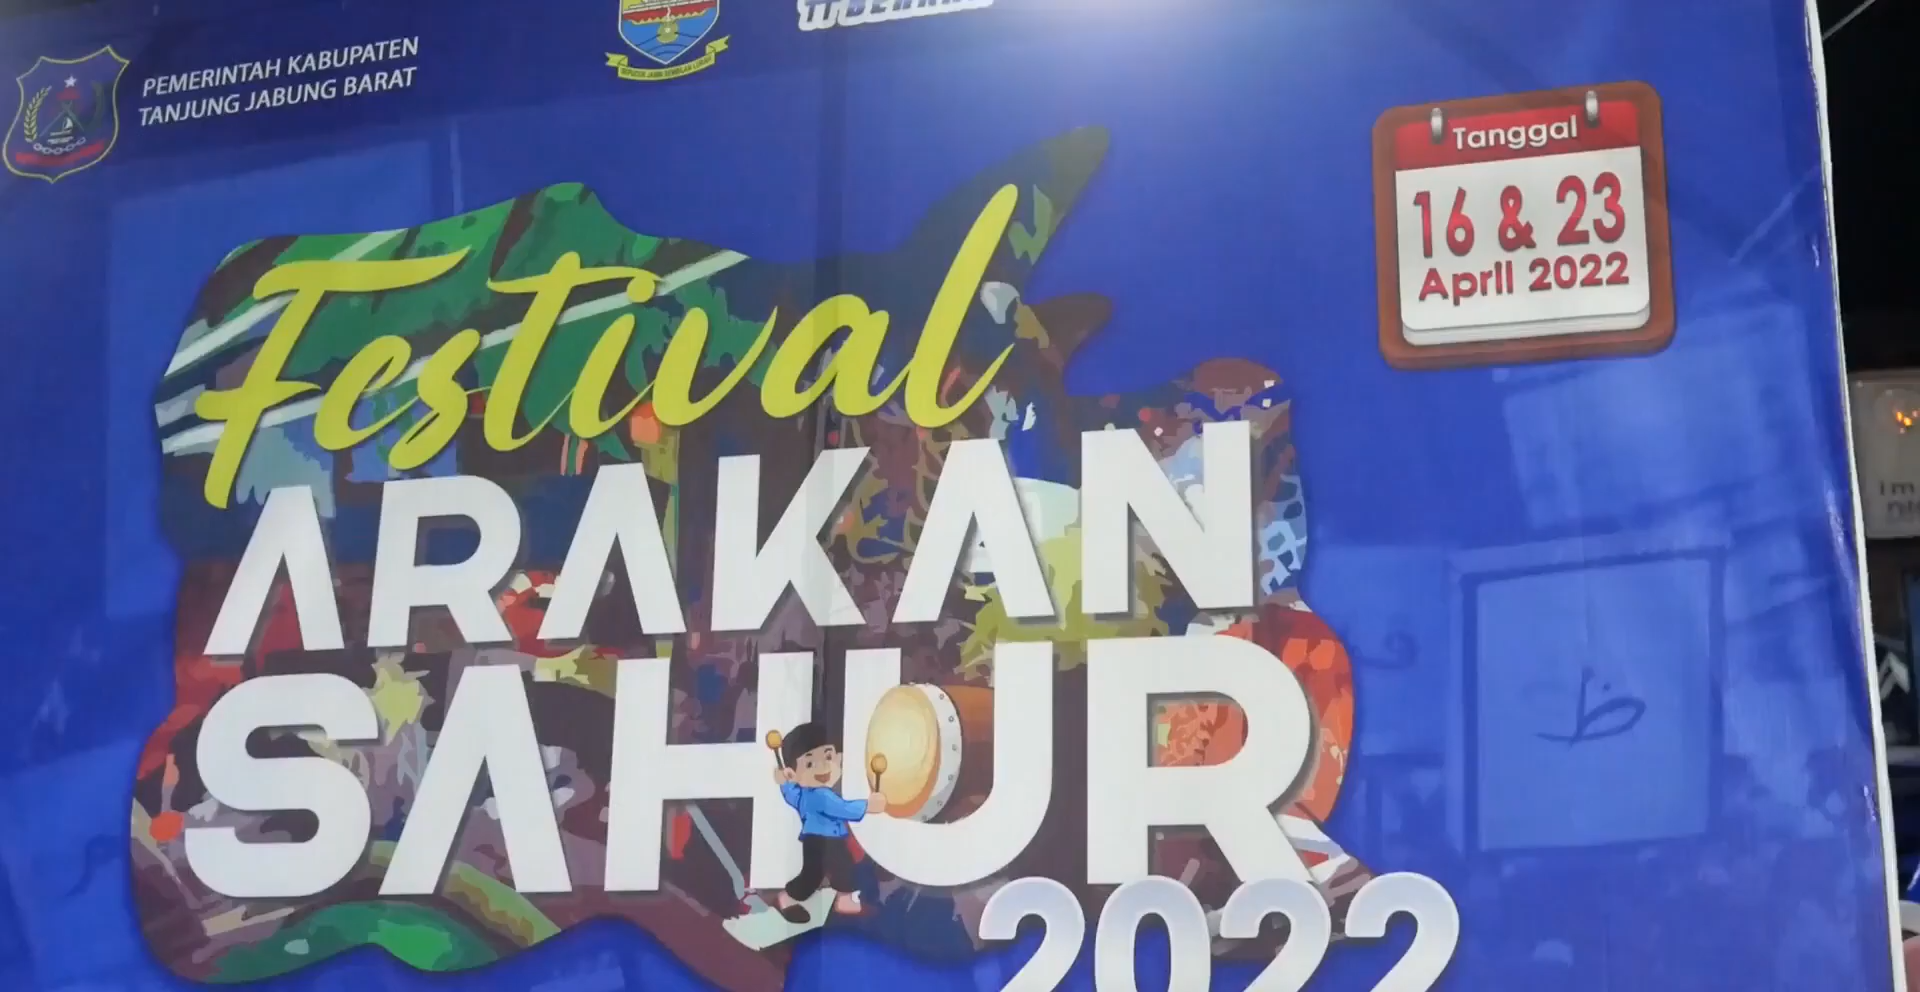 PEMERINTAH KABUPATEN
TANJUNG JABUNG BARAT
Tanggal
16 & 23
April 2022
Festival
ARAKAN
SAHUR
2022